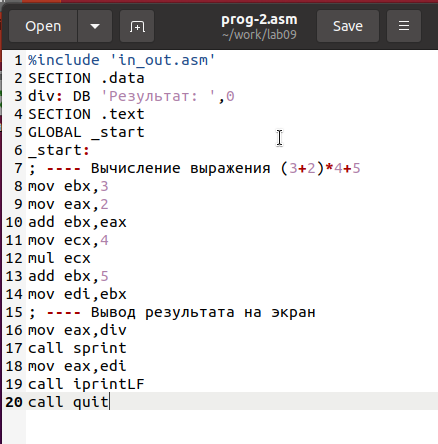 Open
prog-2.asm
~/work/lab09
Save
1 %include 'in_out.asm'
2 SECTION .data
3 div: DB 'Результат: ',0
4 SECTION .text
5 GLOBAL _start
6 _start:
7 ; ---- Вычисление выражения (3+2)*4+5
8 mov ebx,3
9 mov eax,2
10 add ebx,eax
11 mov ecx,4
12 mul ecx
13 add ebx,5
14 mov edi,ebx
15 ; ---- Вывод результата на экран
16 mov eax,div
17 call sprint
18 mov eax,edi
19 call iprintLF
20 call quit